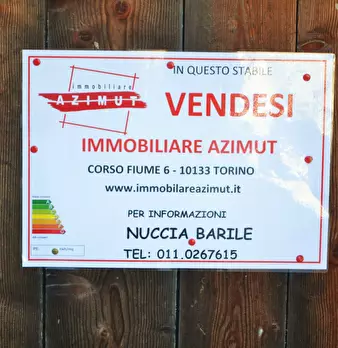 immobiliare
AZIMUT
IN QUESTO STABILE
VENDESI
IMMOBILIARE AZIMUT
CORSO FIUME 6 - 10133 TORINO
www.immobilareazimut.it
PER INFORMAZIONI
NUCCIA BARILE
TEL: 011.0267615